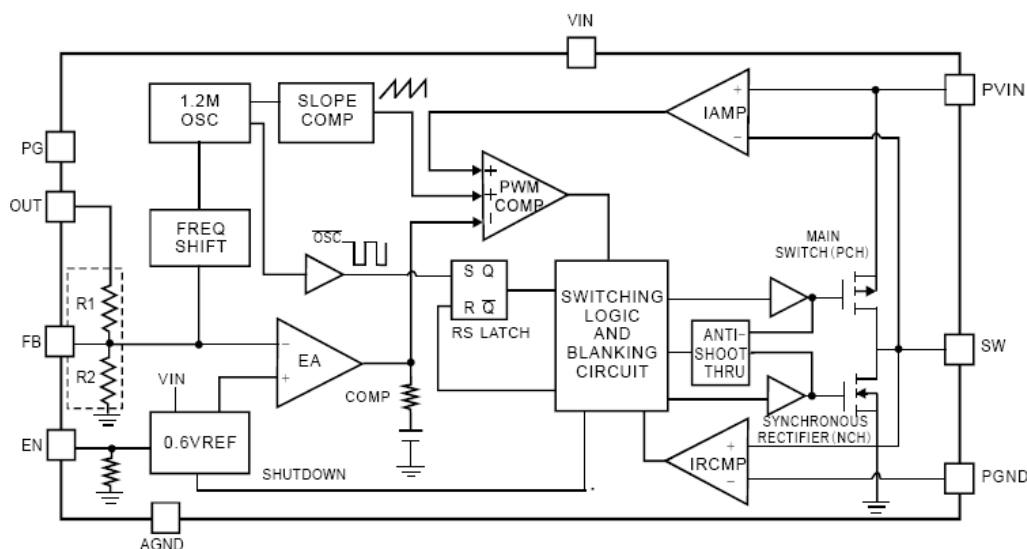 VIN
PVIN
1.2M
OSC
SLOPE
COMP
+
IAMP
−
PG
OUT
FREQ
SHIFT
+
+
−
PWM
COMP
OSC
MAIN
SWITCH (PCH)
R1
S Q
R Q
RS LATCH
SWITCHING
LOGIC
AND
BLANKING
CIRCUIT
ANTI-
SHOOT
THRU
FB
−
EA
+
SW
R2
VIN
COMP
SYNCHRONOUS
RECTIFIER (NCH)
EN
0.6VREF
+
IRCMP
−
SHUTDOWN
PGND
AGND